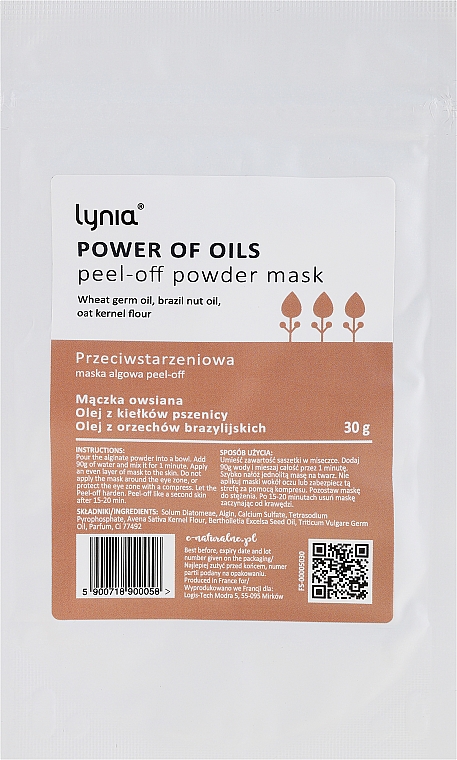 lynia®
POWER OF OILS
peel-off powder mask
Wheat germ oil, brazil nut oil,
oat kernel flour
Przeciwstarzeniowa
maska algowa peel-off
Mączka owsiana
Olej z kiełków pszenicy
Olej z orzechów brazylijskich 30 g
INSTRUCTIONS:
Pour the alginate powder into a bowl. Add
90g of water and mix it for 1 minute. Apply
an even layer of mask to the skin. Do not
apply the mask around the eye zone, or
protect the eye zone with a compress. Let the
Peel-off harden. Peel-off like a second skin
after 15-20 min.
SPOSÓB UŻYCIA:
Umieść zawartość saszetki w miseczce. Dodaj
90g wody i mieszaj całość przez 1 minutę.
Szybko nałóż jednolitą masę na twarz. Nie
aplikuj maski wokół oczu lub zabezpiecz tą
strefę za pomocą kompresu. Pozostaw maskę
do stężenia. Po 15-20 minutach usuń maskę
zaczynając od krawędzi.
SKŁADNIKI/INGREDIENTS: Solum Diatomeae, Algin, Calcium Sulfate, Tetrasodium
Pyrophosphate, Avena Sativa Kernel Flour, Bertholletia Excelsa Seed Oil, Triticum Vulgare Germ
Oil, Parfum, CI 77492
5 900718 900058 >
e-naturalne.pl
Best before, expiry date and lot
number given on the packaging/
Najlepiej zużyć przed końcem, numer
partii podany na opakowaniu.
Produced in France for/
Wyprodukowano we Francji dla:
Logis-Tech Modra 5, 55-095 Mirków
FS-00005030